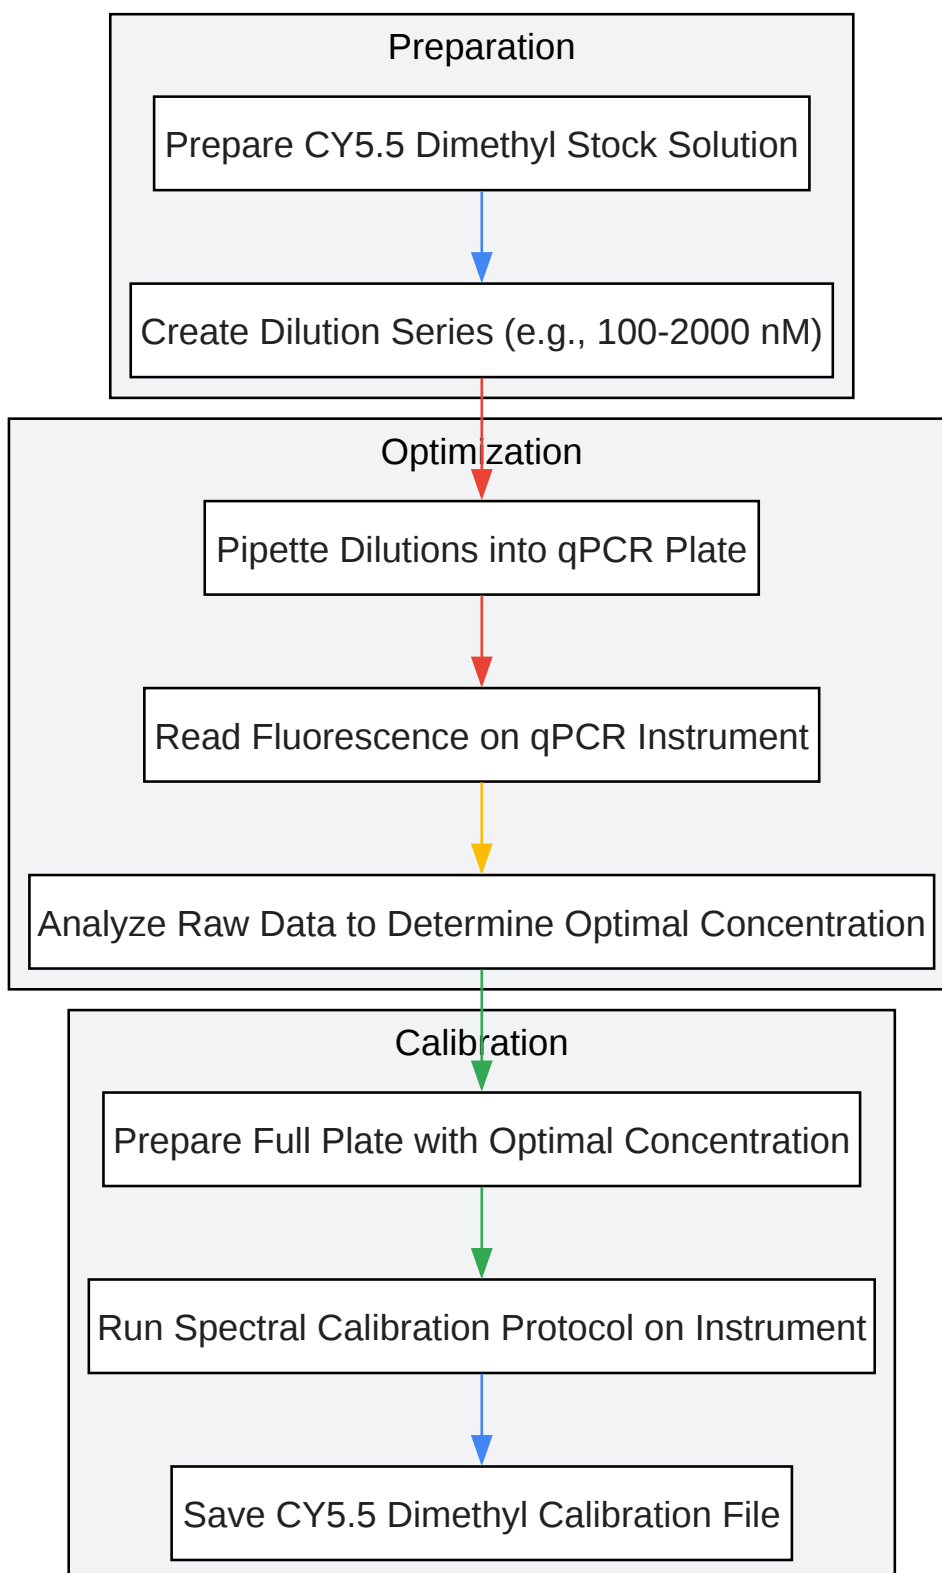 Preparation
Prepare CY5.5 Dimethyl Stock Solution
Create Dilution Series (e.g., 100-2000 nM)
Optimization
Pipette Dilutions into qPCR Plate
Read Fluorescence on qPCR Instrument
Analyze Raw Data to Determine Optimal Concentration
Calibration
Prepare Full Plate with Optimal Concentration
Run Spectral Calibration Protocol on Instrument
Save CY5.5 Dimethyl Calibration File